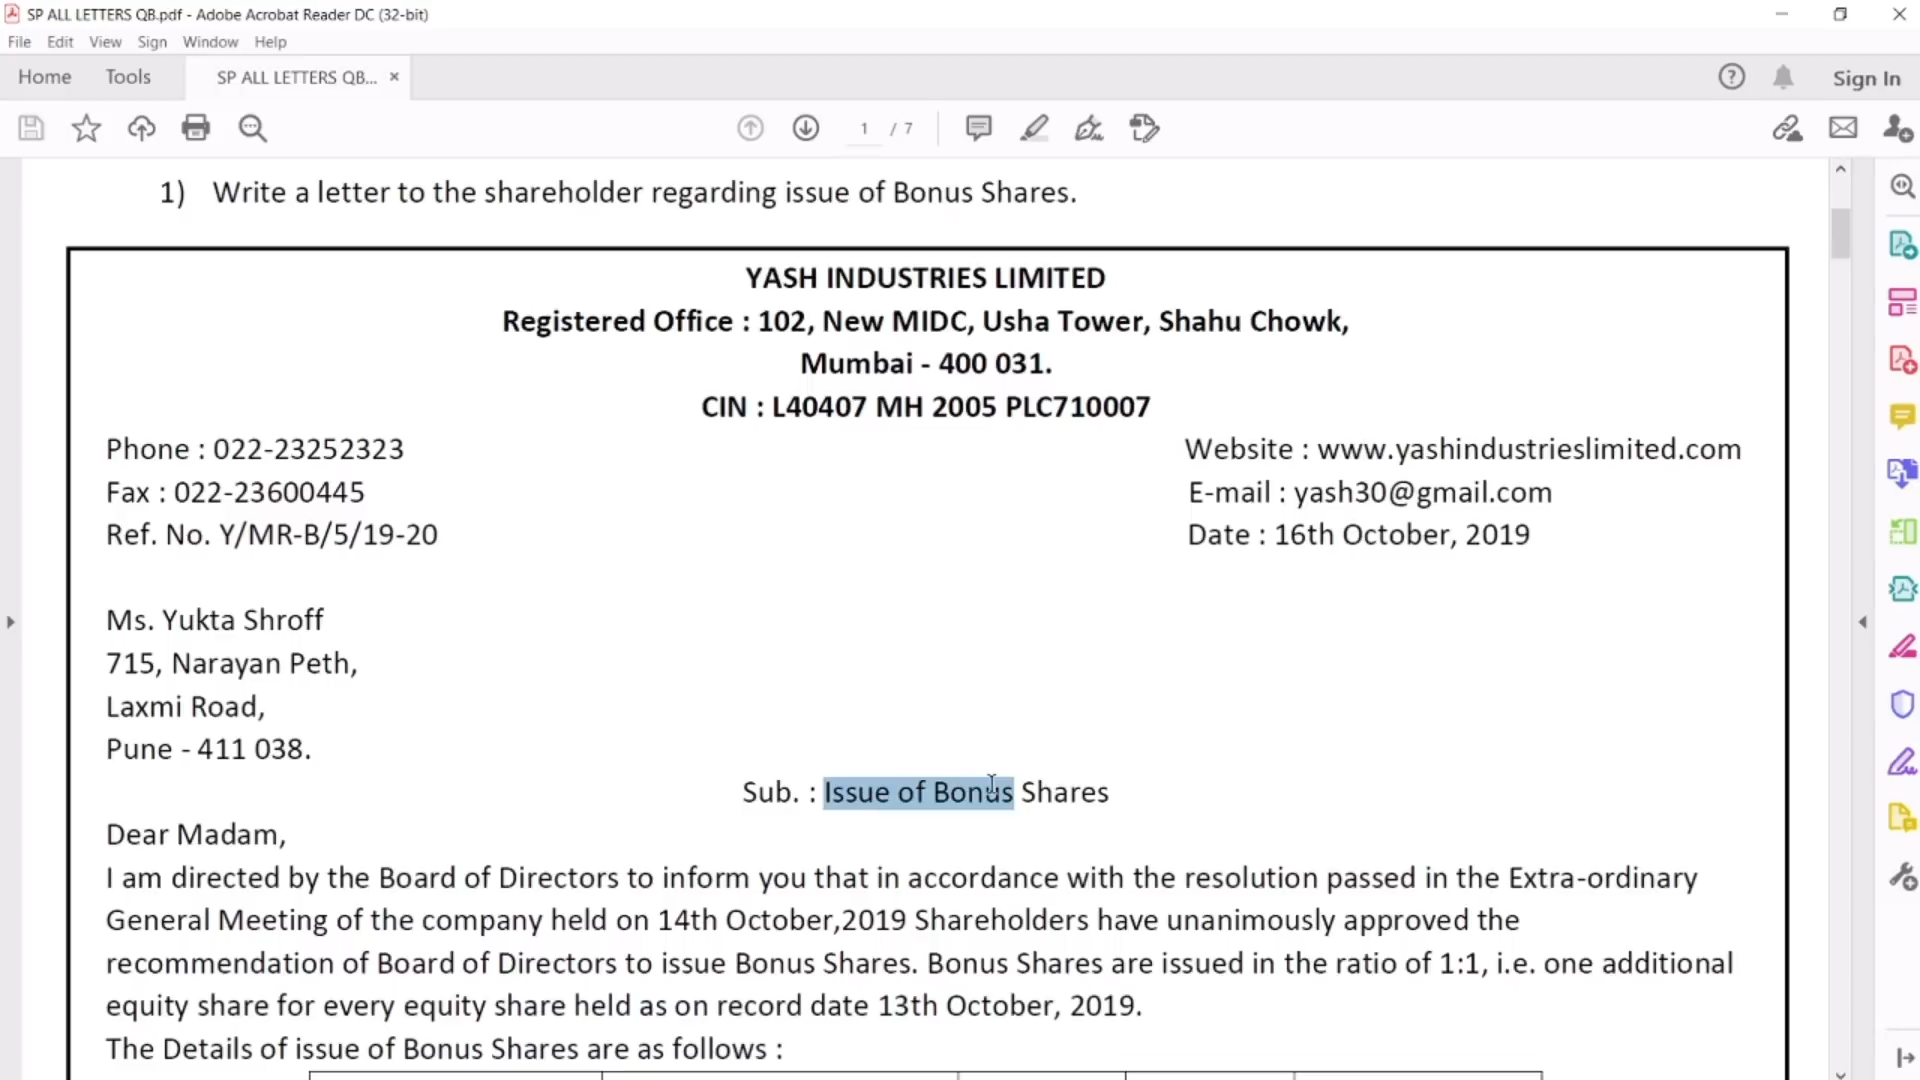 SP ALL LETTERS QB.pdf - Adobe Acrobat Reader DC (32-bit)
File Edit View Sign Window Help
Home Tools SP ALL LETTERS QB... × Sign In
1 / 7
1) Write a letter to the shareholder regarding issue of Bonus Shares.
YASH INDUSTRIES LIMITED
Registered Office : 102, New MIDC, Usha Tower, Shahu Chowk,
Mumbai - 400 031.
CIN : L40407 MH 2005 PLC710007
Phone : 022-23252323 Website : www.yashindustrieslimited.com
Fax : 022-23600445 E-mail : yash30@gmail.com
Ref. No. Y/MR-B/5/19-20 Date : 16th October, 2019
Ms. Yukta Shroff
715, Narayan Peth,
Laxmi Road,
Pune - 411 038.
Sub. : Issue of Bonus Shares
Dear Madam,
I am directed by the Board of Directors to inform you that in accordance with the resolution passed in the Extra-ordinary
General Meeting of the company held on 14th October,2019 Shareholders have unanimously approved the
recommendation of Board of Directors to issue Bonus Shares. Bonus Shares are issued in the ratio of 1:1, i.e. one additional
equity share for every equity share held as on record date 13th October, 2019.
The Details of issue of Bonus Shares are as follows :